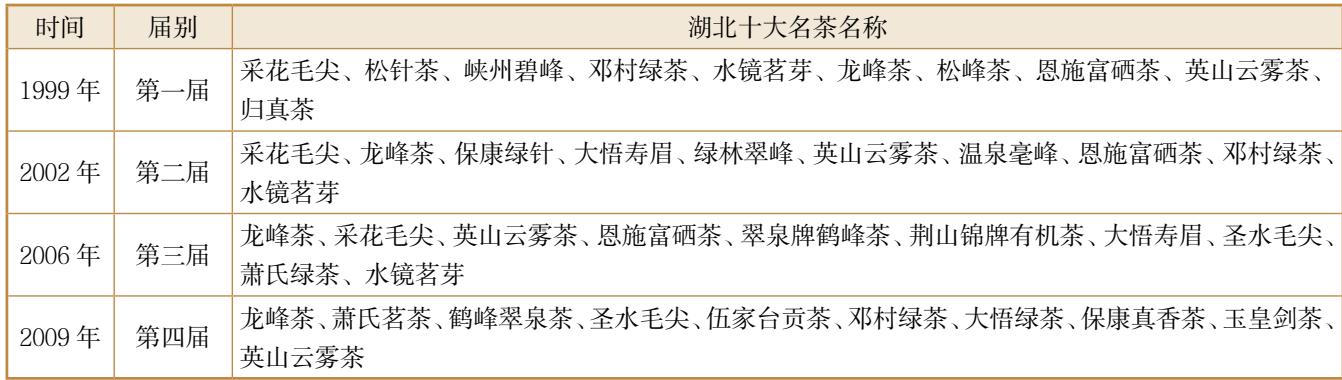 时间 届别 湖北十大名茶名称
1999 年 第一届 采花毛尖、松针茶、峡州碧峰、邓村绿茶、水镜茗芽、龙峰茶、松峰茶、恩施富硒茶、英山云雾茶、
归真茶
2002 年 第二届 采花毛尖、龙峰茶、保康绿针、大悟寿眉、绿林翠峰、英山云雾茶、温泉毫峰、恩施富硒茶、邓村绿茶、
水镜茗芽
2006 年 第三届 龙峰茶、采花毛尖、英山云雾茶、恩施富硒茶、翠泉牌鹤峰茶、荆山锦牌有机茶、大悟寿眉、圣水毛尖、
萧氏绿茶、水镜茗芽
2009 年 第四届 龙峰茶、萧氏茗茶、鹤峰翠泉茶、圣水毛尖、伍家台贡茶、邓村绿茶、大悟绿茶、保康真香茶、玉皇剑茶、
英山云雾茶